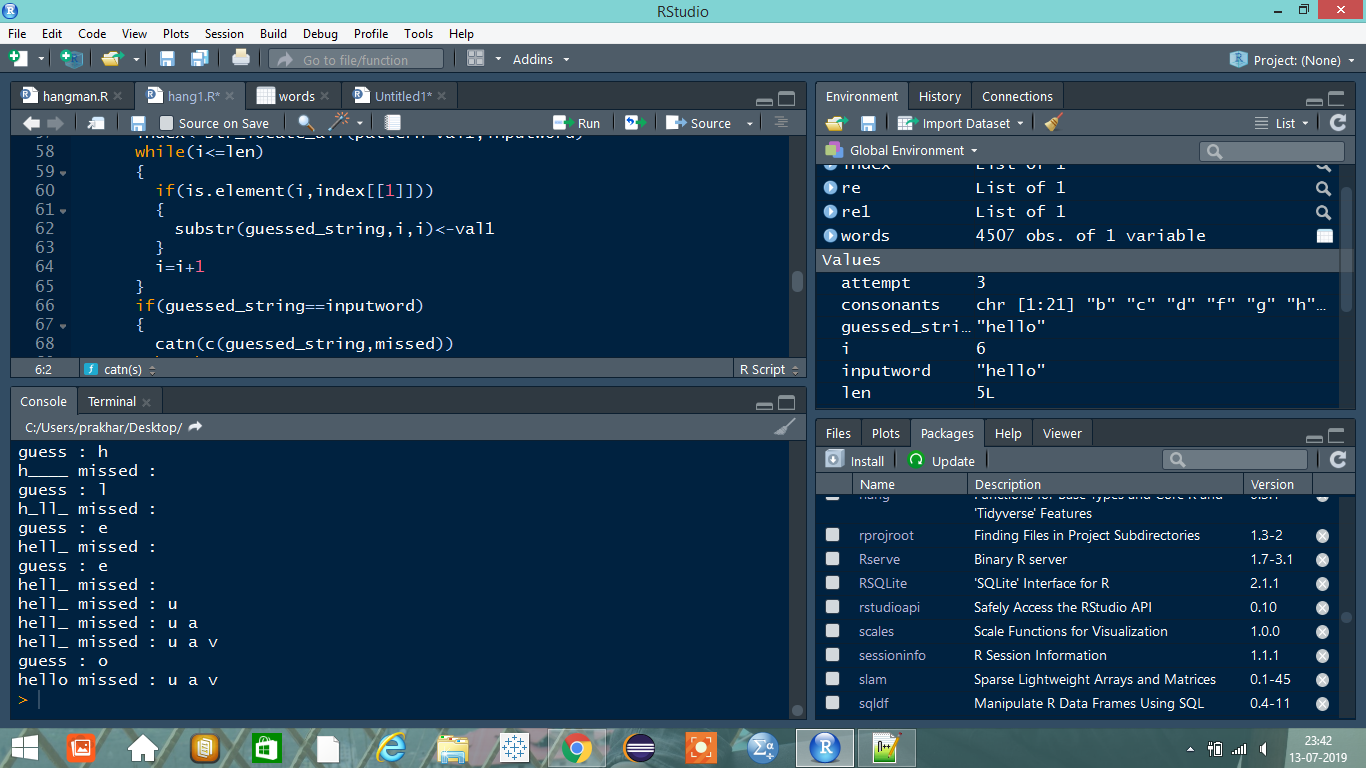 RStudio
File Edit Code View Plots Session Build Debug Profile Tools Help
Go to file/function Addins Project: (None)
hangman.R hang1.R* words Untitled1*
Source on Save Run Source
58 while(i<=len)
59 {
60 if(is.element(i,index[[1]]))
61 {
62 substr(guessed_string,i,i)<-val1
63 }
64 i=i+1
65 }
66 if(guessed_string==inputword)
67 {
68 catn(c(guessed_string,missed))
6:2 catn(s) R Script
Console Terminal
C:/Users/prakhar/Desktop/
guess : h
h____ missed :
guess : l
h_ll_ missed :
guess : e
hell_ missed :
guess : e
hell_ missed :
hell_ missed : u
hell_ missed : u a
hell_ missed : u a v
guess : o
hello missed : u a v
>
Environment History Connections
Import Dataset List
Global Environment
index List of 1
re List of 1
re1 List of 1
words 4507 obs. of 1 variable
Values
attempt 3
consonants chr [1:21] "b" "c" "d" "f" "g" "h"…
guessed_stri… "hello"
i 6
inputword "hello"
len 5L
Files Plots Packages Help Viewer
Install Update
Name Description Version
Functions for Base Types and Core R and
'Tidyverse' Features
rprojroot Finding Files in Project Subdirectories 1.3-2
Rserve Binary R server 1.7-3.1
RSQLite 'SQLite' Interface for R 2.1.1
rstudioapi Safely Access the RStudio API 0.10
scales Scale Functions for Visualization 1.0.0
sessioninfo R Session Information 1.1.1
slam Sparse Lightweight Arrays and Matrices 0.1-45
sqldf Manipulate R Data Frames Using SQL 0.4-11
23:42
13-07-2019